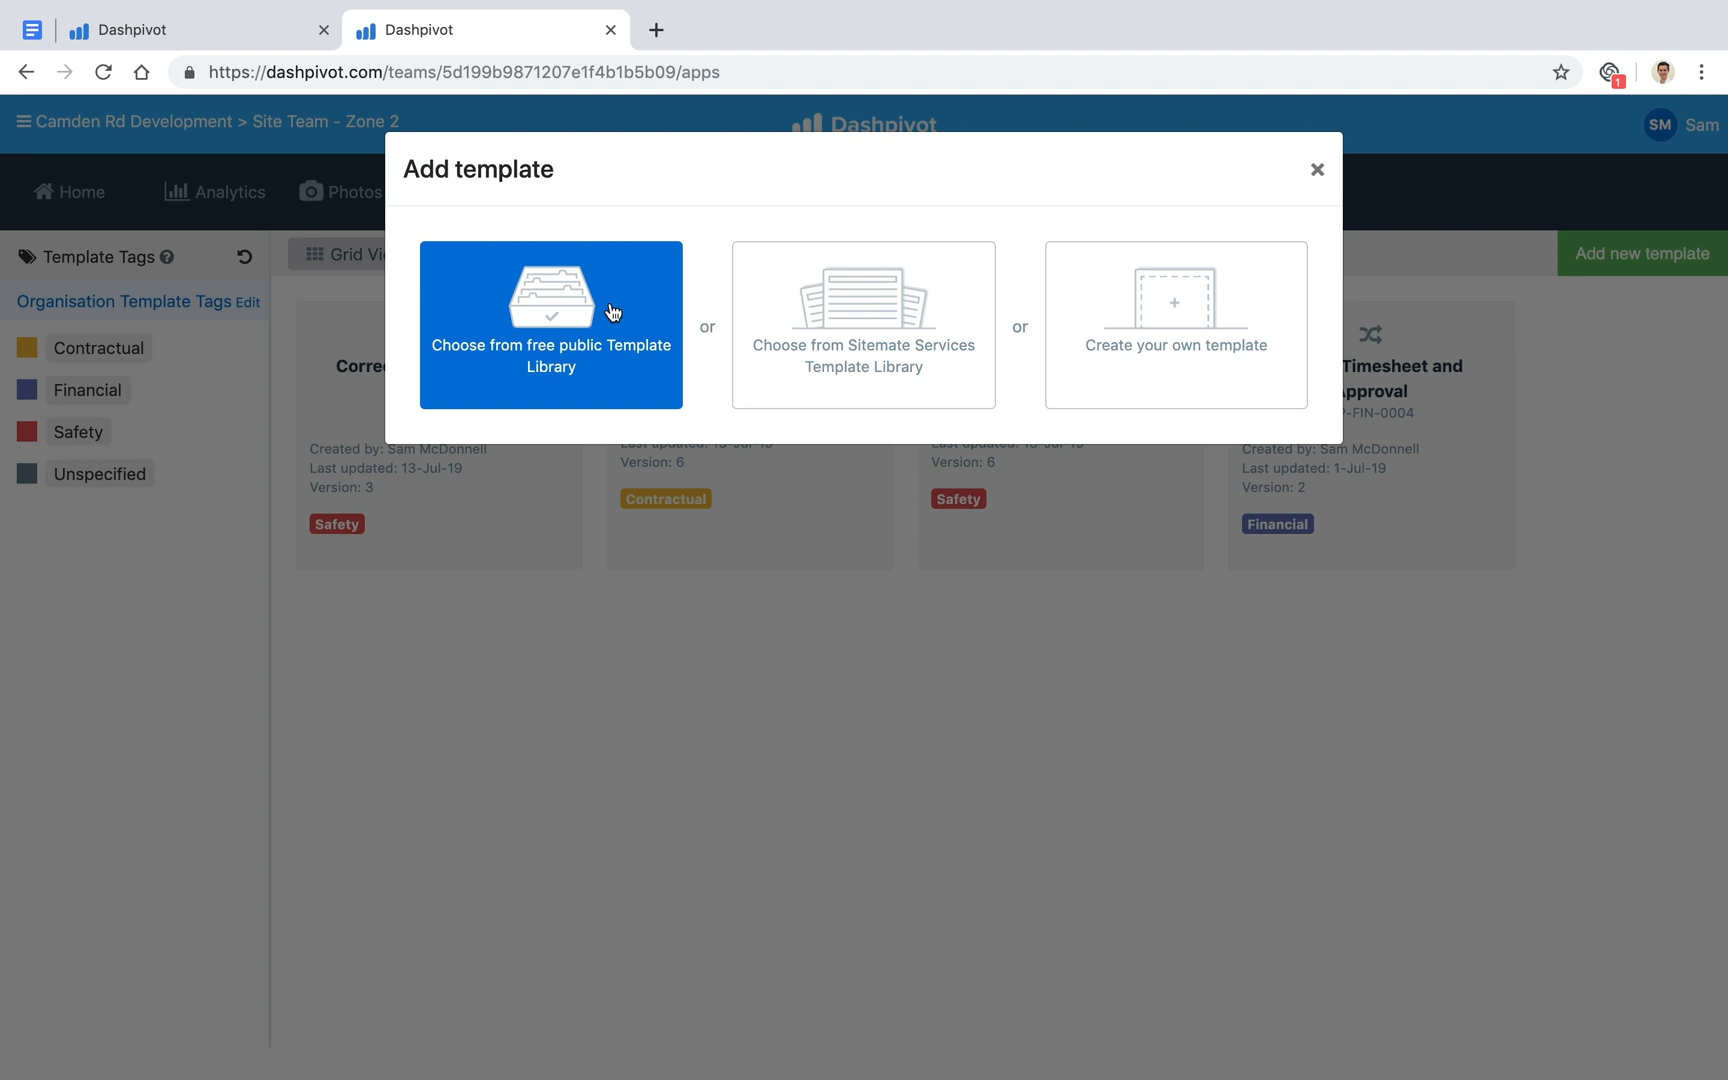 Dashpivot
Dashpivot
https://dashpivot.com/teams/5d199b9871207e1f4b1b5b09/apps
1
Camden Rd Development > Site Team - Zone 2
Dashpivot
SM Sam
Add template
Home
Analytics
Photos
Template Tags
Grid Vi
Add new template
Organisation Template Tags Edit
Contractual
Financial
Safety
Unspecified
Choose from free public Template
Library
or
Choose from Sitemate Services
Template Library
or
Create your own template
Corre
Created by: Sam McDonnell
Last updated: 13-Jul-19
Version: 3
Safety
Last updated: 13-Jul-19
Version: 6
Contractual
Last updated: 13-Jul-19
Version: 6
Safety
Timesheet and
pproval
-FIN-0004
Created by: Sam McDonnell
Last updated: 1-Jul-19
Version: 2
Financial